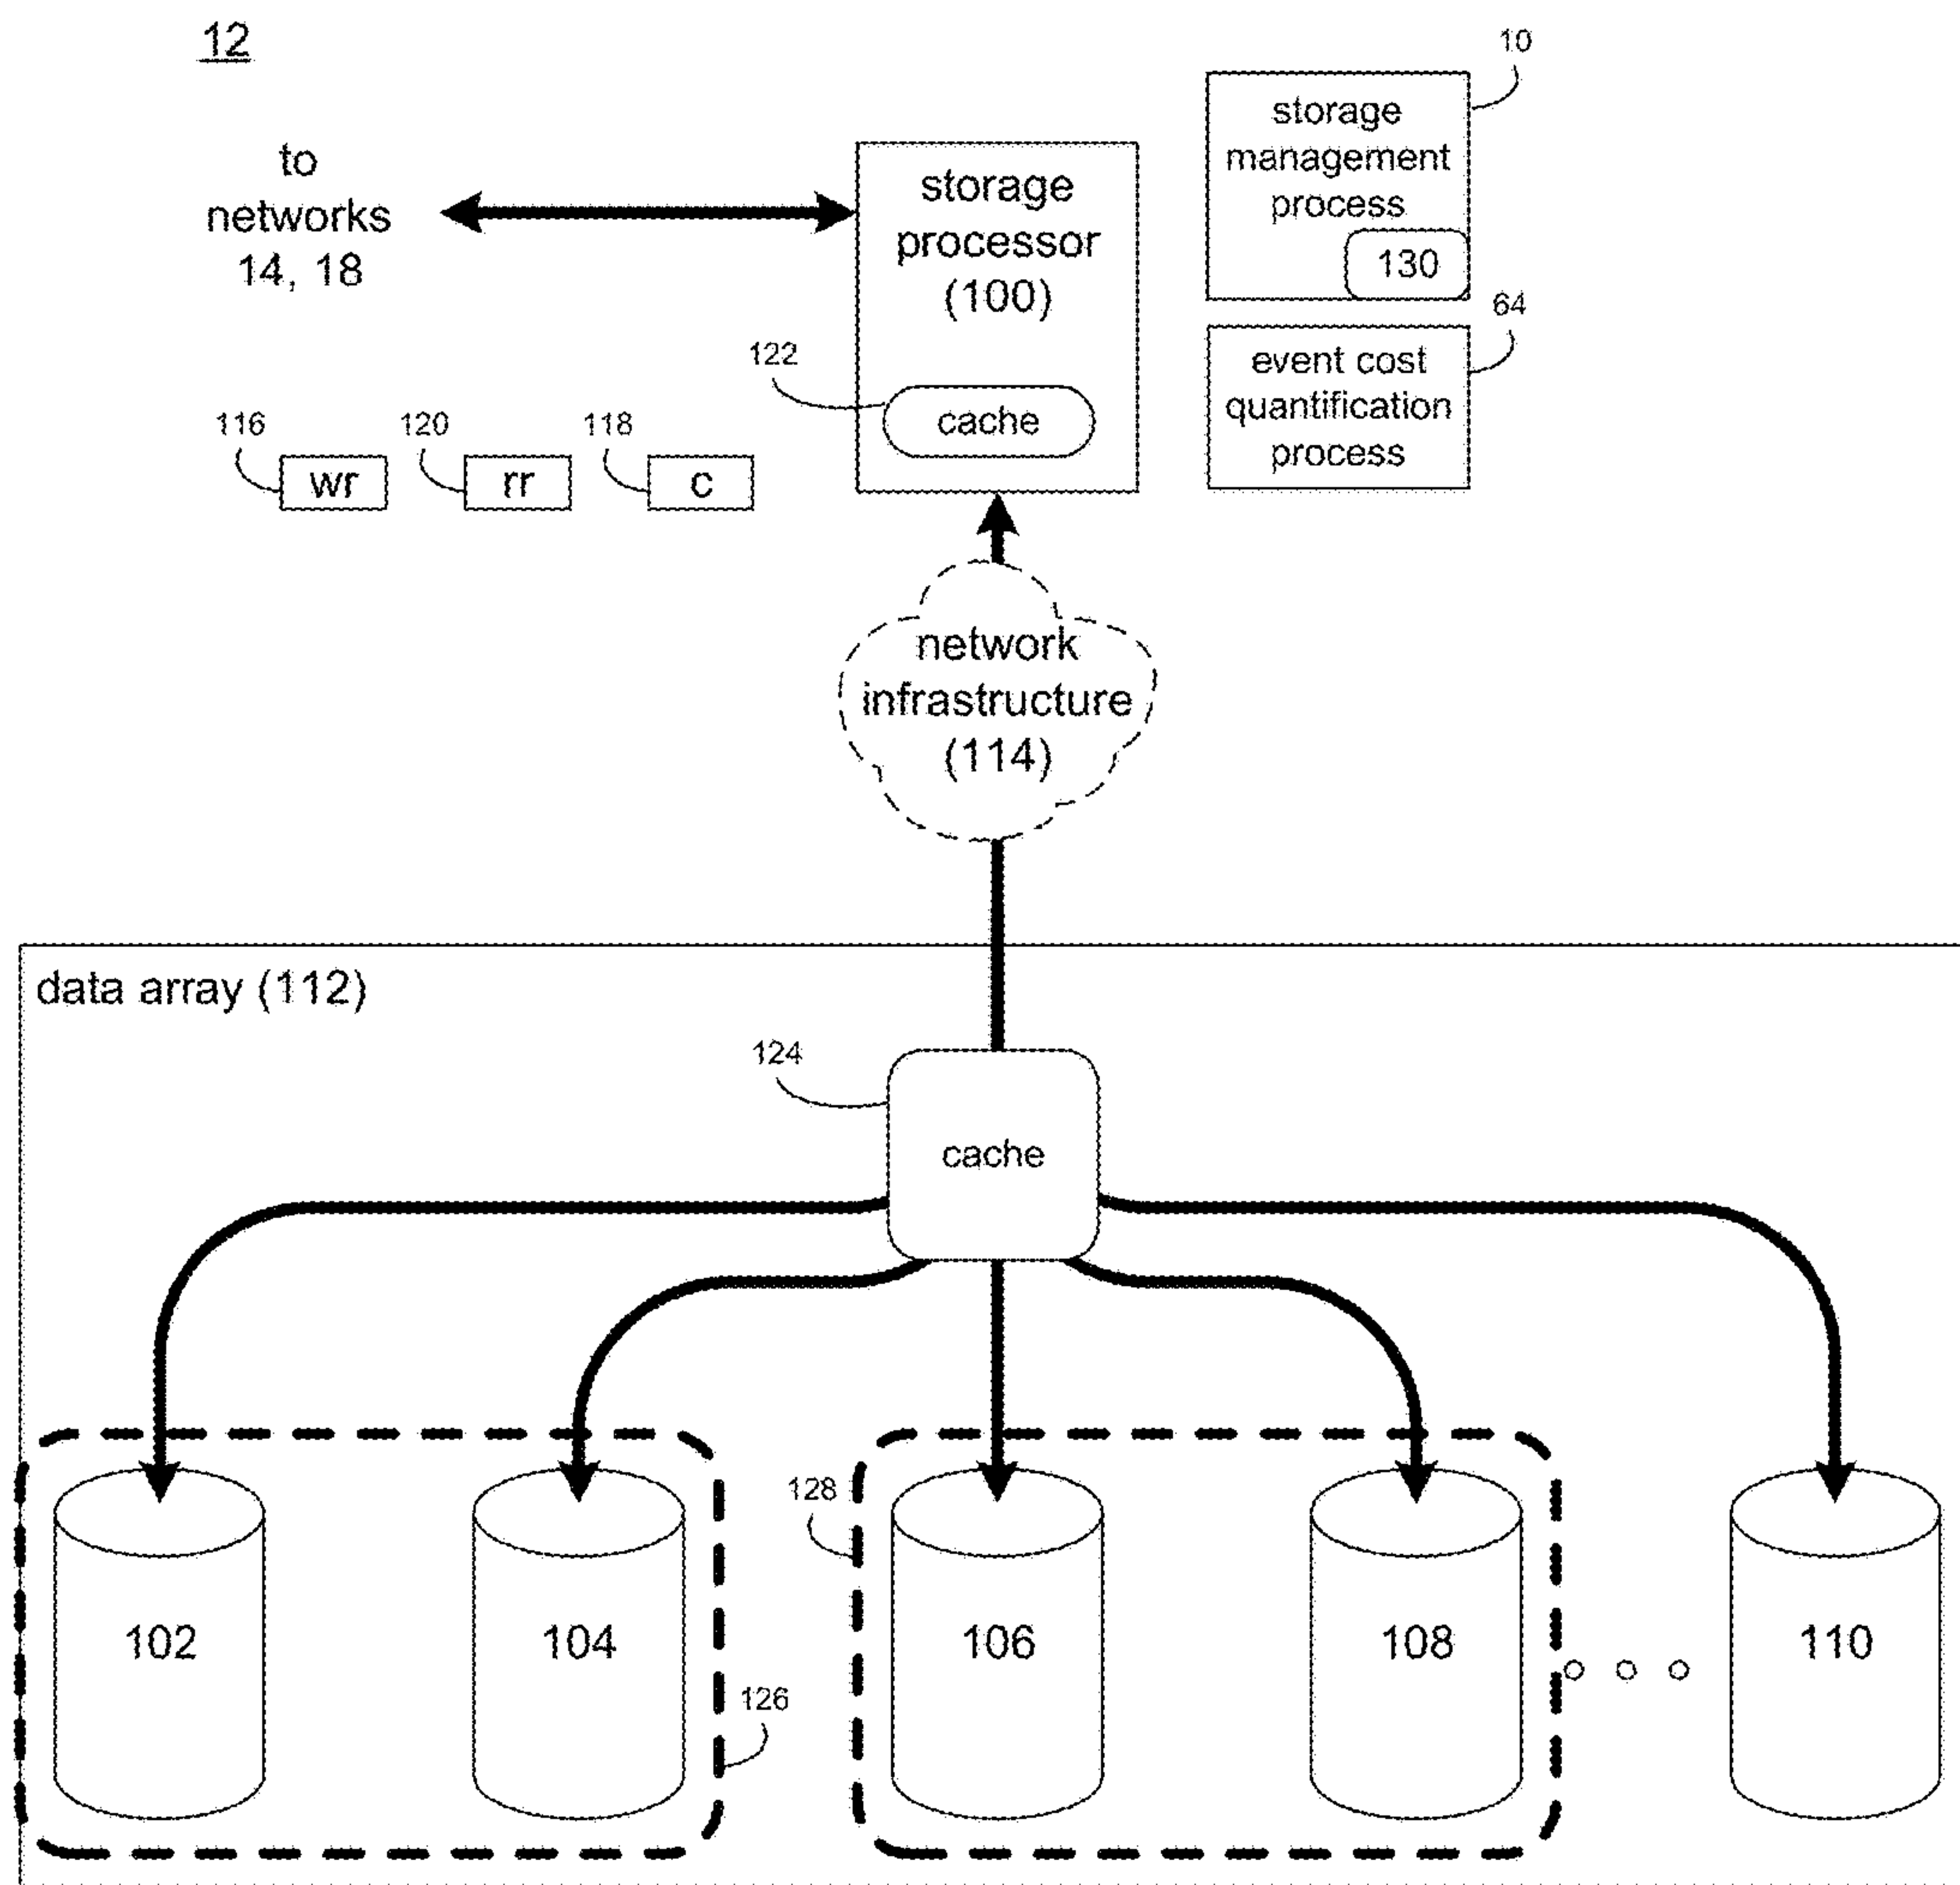 12
to
networks
14, 18
storage
processor
(100)
122
cache
10
storage
management
process
130
64
event cost
quantification
process
116
wr
120
rr
118
c
network
infrastructure
(114)
data array (112)
124
cache
102
104
126
128
106
108
110